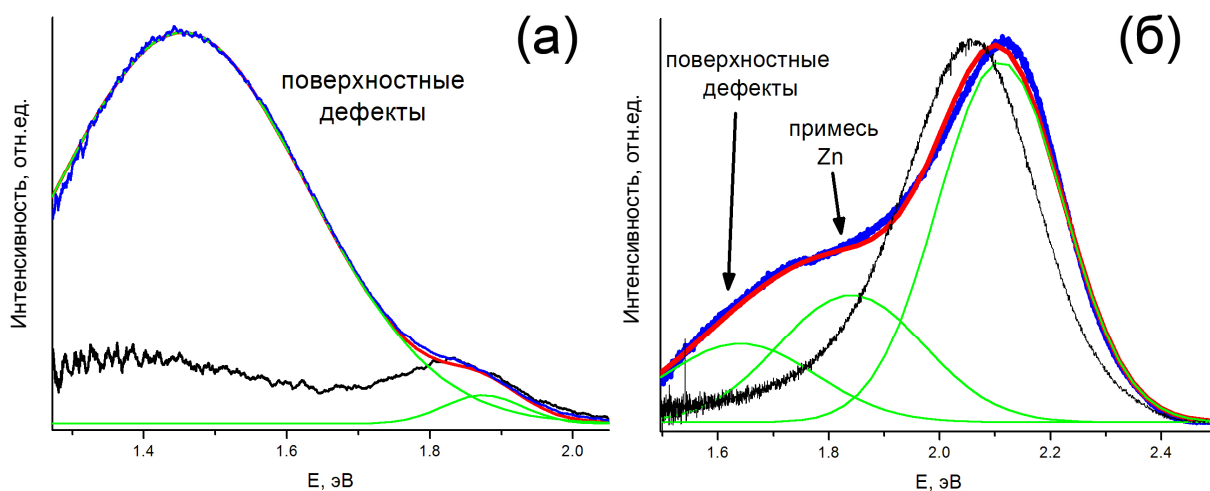 (а)
поверхностные
дефекты
Интенсивность, отн.ед.
1.4
1.6
1.8
2.0
Е, эВ
(б)
поверхностные
дефекты
примесь
Zn
Интенсивность, отн.ед.
1.6
1.8
2.0
2.2
2.4
Е, эВ